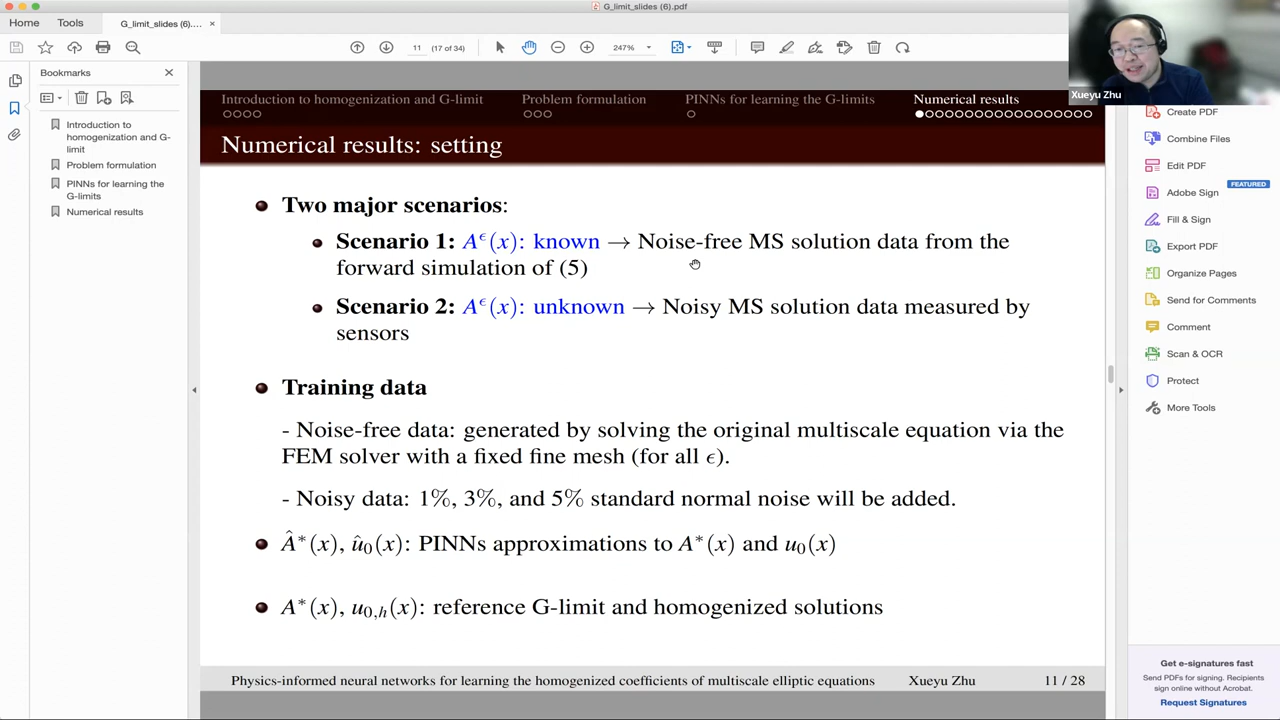 G_limit_slides (6).pdf
Home
Tools
G_limit_slides (6)....
11
(17 of 34)
247%
Bookmarks
Introduction to
homogenization and G-
limit
Problem formulation
PINNs for learning the
G-limits
Numerical results
Introduction to homogenization and G-limit
Problem formulation
PINNs for learning the G-limits
Numerical results
Numerical results: setting
Two major scenarios:
Scenario 1: A^ϵ(x): known → Noise-free MS solution data from the
forward simulation of (5)
Scenario 2: A^ϵ(x): unknown → Noisy MS solution data measured by
sensors
Training data
- Noise-free data: generated by solving the original multiscale equation via the
FEM solver with a fixed fine mesh (for all ϵ).
- Noisy data: 1%, 3%, and 5% standard normal noise will be added.
Â*(x), û₀(x): PINNs approximations to A*(x) and u₀(x)
A*(x), u₀,ₕ(x): reference G-limit and homogenized solutions
Physics-informed neural networks for learning the homogenized coefficients of multiscale elliptic equations
Xueyu Zhu
11 / 28
Xueyu Zhu
Create PDF
Combine Files
Edit PDF
FEATURED
Adobe Sign
Fill & Sign
Export PDF
Organize Pages
Send for Comments
Comment
Scan & OCR
Protect
More Tools
Get e-signatures fast
Send PDFs for signing. Recipients
sign online without Acrobat.
Request Signatures